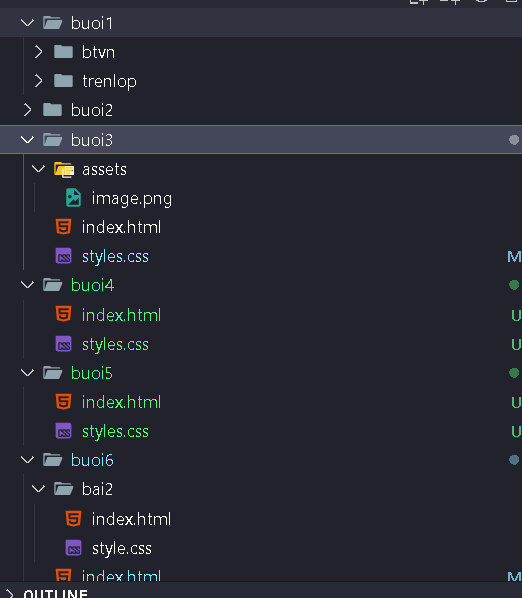 buoi1
btvn
trenlop
buoi2
buoi3
assets
image.png
index.html
styles.css M
buoi4
index.html U
styles.css U
buoi5
index.html U
styles.css U
buoi6
bai2
index.html
style.css
index.html M
OUTLINE